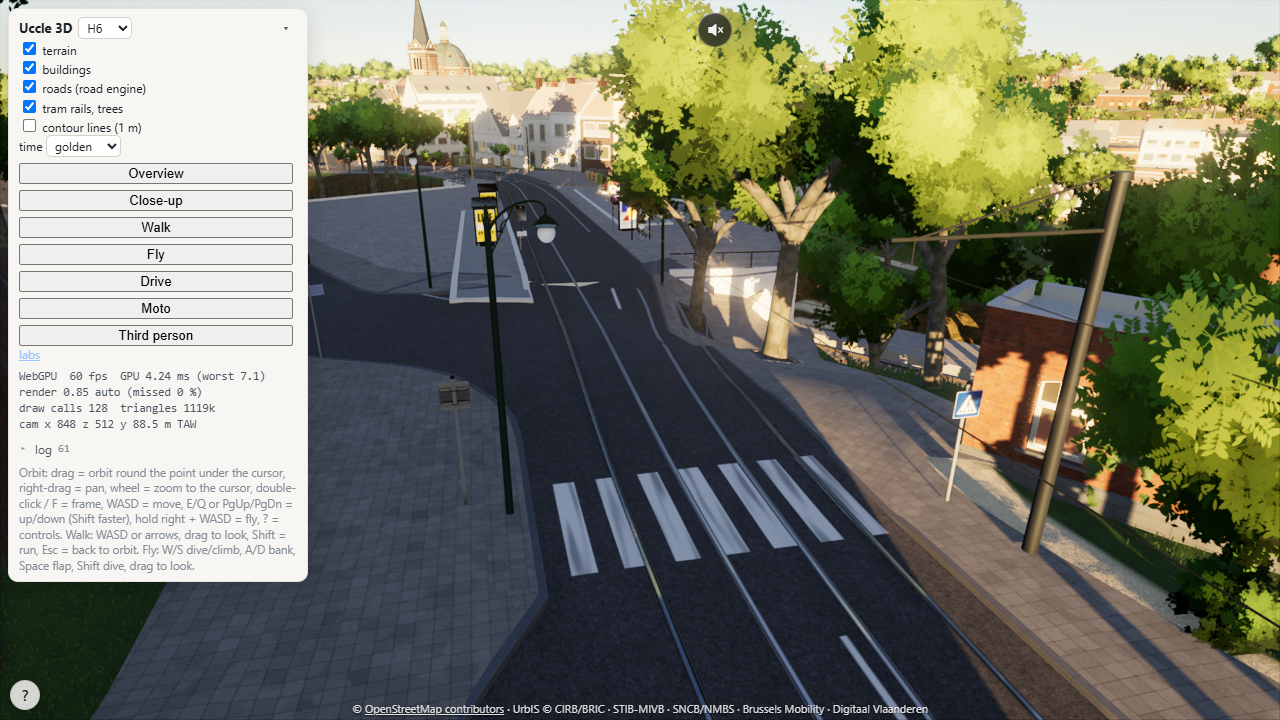 Uccle 3D H6
terrain
buildings
roads (road engine)
tram rails, trees
contour lines (1 m)
time golden
Overview
Close-up
Walk
Fly
Drive
Moto
Third person
labs
WebGPU 60 fps GPU 4.24 ms (worst 7.1)
render 0.85 auto (missed 0 %)
draw calls 128 triangles 1119k
cam x 848 z 512 y 88.5 m TAW
log 61
Orbit: drag = orbit round the point under the cursor,
right-drag = pan, wheel = zoom to the cursor, double-
click / F = frame, WASD = move, E/Q or PgUp/PgDn =
up/down (Shift faster), hold right + WASD = fly, ? =
controls. Walk: WASD or arrows, drag to look, Shift =
run, Esc = back to orbit. Fly: W/S dive/climb, A/D bank,
Space flap, Shift dive, drag to look.
?
© OpenStreetMap contributors · UrbIS © CIRB/BRIC · STIB-MIVB · SNCB/NMBS · Brussels Mobility · Digitaal Vlaanderen